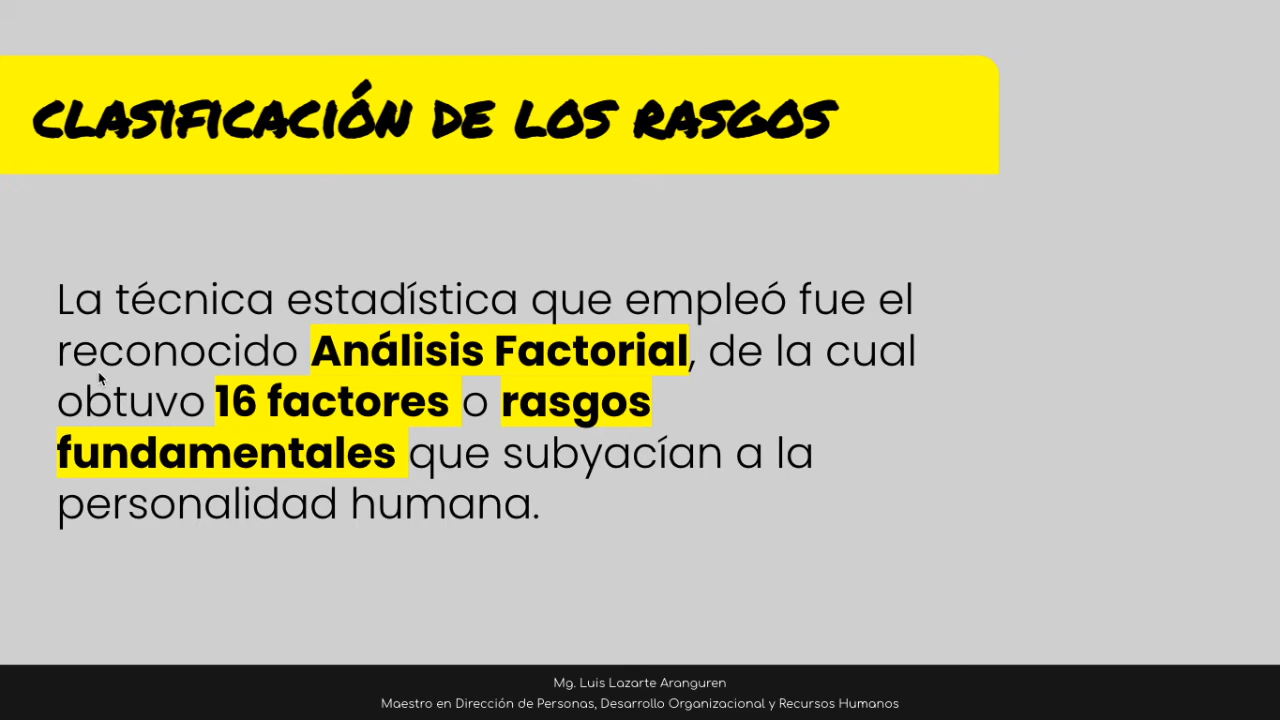 CLASIFICACIÓN DE LOS RASGOS
La técnica estadística que empleó fue el
reconocido Análisis Factorial, de la cual
obtuvo 16 factores o rasgos
fundamentales que subyacían a la
personalidad humana.
Mg. Luis Lazarte Aranguren
Maestro en Dirección de Personas, Desarrollo Organizacional y Recursos Humanos